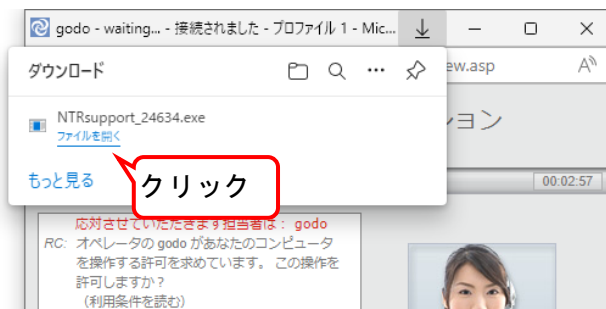 godo - waiting... - 接続されました - プロファイル 1 - Mic...
ダウンロード
ew.asp
NTRsupport_24634.exe
ファイルを開く
ション
もっと見る
クリック
00:02:57
応対させていただきます担当者は： godo
RC: オペレータの godo があなたのコンピュータ
を操作する許可を求めています。 この操作を
許可しますか？
（利用条件を読む）